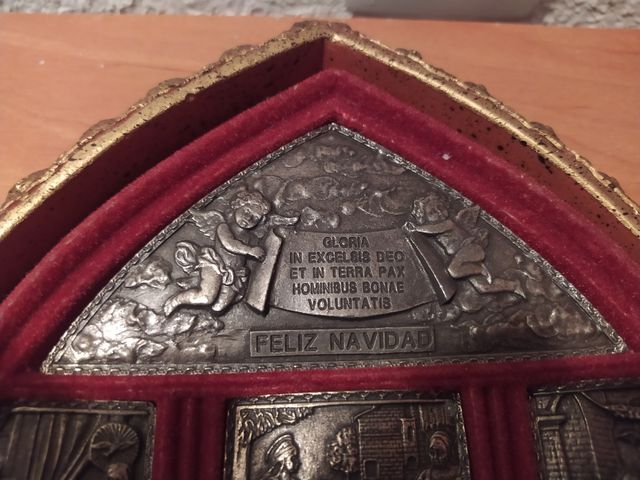 GLORIA
IN EXCELSIS DEO
ET IN TERRA PAX
HOMINIBUS BONAE
VOLUNTATIS
FELIZ NAVIDAD